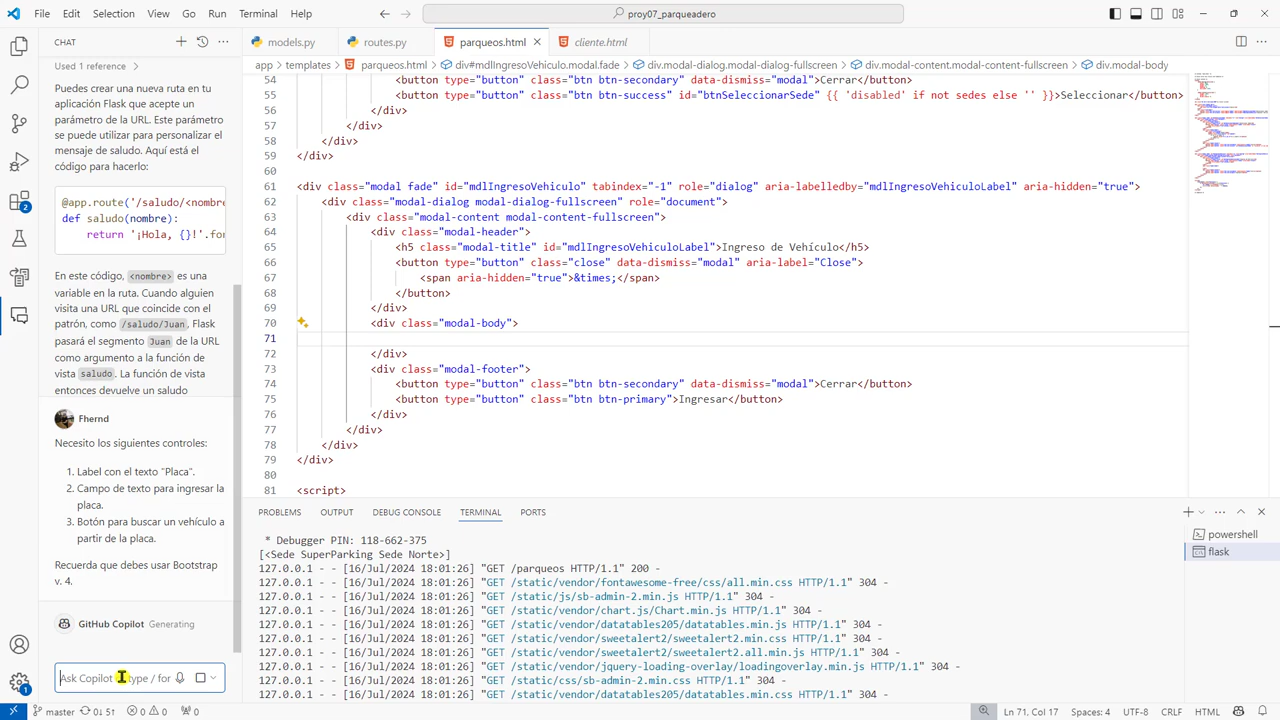 File Edit Selection View Go Run Terminal Help
proy07_parqueadero
CHAT
Used 1 reference
Puedes crear una nueva ruta en tu
aplicación Flask que acepte un
parámetro de la URL. Este parámetro
se puede utilizar para personalizar el
mensaje de saludo. Aquí está el
código para hacerlo:
@app.route('/saludo/<nombre
def saludo(nombre):
return '¡Hola, {}!'.for
En este código, <nombre> es una
variable en la ruta. Cuando alguien
visita una URL que coincide con el
patrón, como /saludo/Juan, Flask
pasará el segmento Juan de la URL
como argumento a la función de
vista saludo. La función de vista
entonces devuelve un saludo
Fhernd
Necesito los siguientes controles:
1. Label con el texto "Placa".
2. Campo de texto para ingresar la
placa.
3. Botón para buscar un vehículo a
partir de la placa.
Recuerda que debes usar Bootstrap
v. 4.
GitHub Copilot Generating
Ask Copilot type / for
models.py routes.py parqueos.html cliente.html
app > templates > parqueos.html > div#mdlIngresoVehiculo.modal.fade > div.modal-dialog.modal-dialog-fullscreen > div.modal-content.modal-content-fullscreen > div.modal-body
54 <button type="button" class="btn btn-secondary" data-dismiss="modal">Cerrar</button>
55 <button type="button" class="btn btn-success" id="btnSeleccionarSede" {{ 'disabled' if not sedes else '' }}>Seleccionar</button>
56 </div>
57 </div>
58 </div>
59 </div>
60
61 <div class="modal fade" id="mdlIngresoVehiculo" tabindex="-1" role="dialog" aria-labelledby="mdlIngresoVehiculoLabel" aria-hidden="true">
62 <div class="modal-dialog modal-dialog-fullscreen" role="document">
63 <div class="modal-content modal-content-fullscreen">
64 <div class="modal-header">
65 <h5 class="modal-title" id="mdlIngresoVehiculoLabel">Ingreso de Vehículo</h5>
66 <button type="button" class="close" data-dismiss="modal" aria-label="Close">
67 <span aria-hidden="true">&times;</span>
68 </button>
69 </div>
70 <div class="modal-body">
71
72 </div>
73 <div class="modal-footer">
74 <button type="button" class="btn btn-secondary" data-dismiss="modal">Cerrar</button>
75 <button type="button" class="btn btn-primary">Ingresar</button>
76 </div>
77 </div>
78 </div>
79 </div>
80
81 <script>
PROBLEMS OUTPUT DEBUG CONSOLE TERMINAL PORTS
powershell
flask
* Debugger PIN: 118-662-375
[<Sede SuperParking Sede Norte>]
127.0.0.1 - - [16/Jul/2024 18:01:26] "GET /parqueos HTTP/1.1" 200 -
127.0.0.1 - - [16/Jul/2024 18:01:26] "GET /static/vendor/fontawesome-free/css/all.min.css HTTP/1.1" 304 -
127.0.0.1 - - [16/Jul/2024 18:01:26] "GET /static/js/sb-admin-2.min.js HTTP/1.1" 304 -
127.0.0.1 - - [16/Jul/2024 18:01:26] "GET /static/vendor/chart.js/Chart.min.js HTTP/1.1" 304 -
127.0.0.1 - - [16/Jul/2024 18:01:26] "GET /static/vendor/datatables205/datatables.min.js HTTP/1.1" 304 -
127.0.0.1 - - [16/Jul/2024 18:01:26] "GET /static/vendor/sweetalert2/sweetalert2.min.css HTTP/1.1" 304 -
127.0.0.1 - - [16/Jul/2024 18:01:26] "GET /static/vendor/sweetalert2/sweetalert2.all.min.js HTTP/1.1" 304 -
127.0.0.1 - - [16/Jul/2024 18:01:26] "GET /static/vendor/jquery-loading-overlay/loadingoverlay.min.js HTTP/1.1" 304 -
127.0.0.1 - - [16/Jul/2024 18:01:26] "GET /static/css/sb-admin-2.min.css HTTP/1.1" 304 -
127.0.0.1 - - [16/Jul/2024 18:01:26] "GET /static/vendor/datatables205/datatables.min.css HTTP/1.1" 304 -
master 0↓ 5↑ 0 0 0
Ln 71, Col 17 Spaces: 4 UTF-8 CRLF HTML